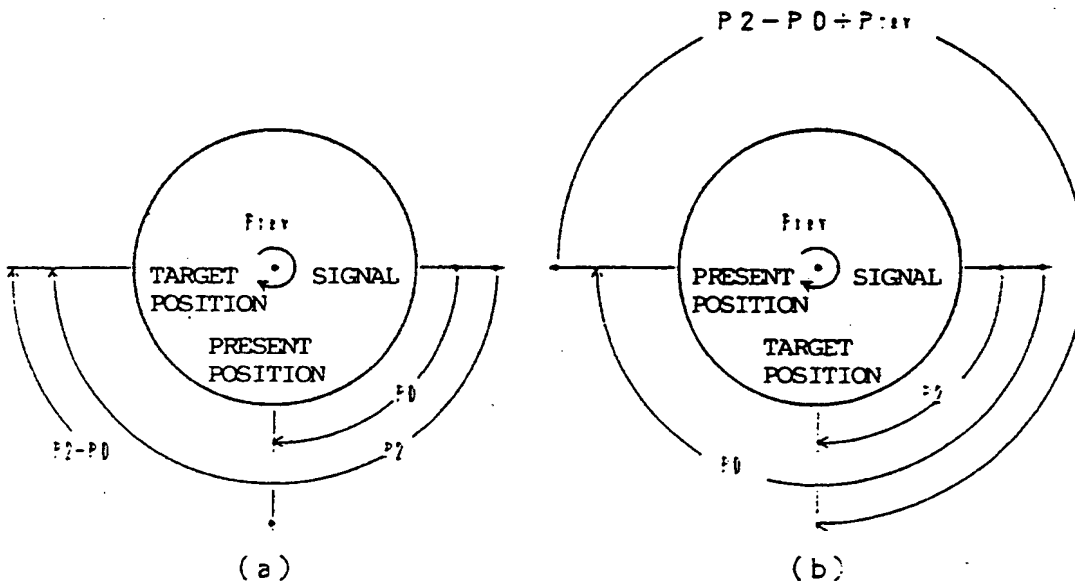 P2-P0÷Prev
Prev
TARGET
POSITION
SIGNAL
PRESENT
POSITION
P0
P2
P2-P0
(a)
Prev
PRESENT
POSITION
SIGNAL
TARGET
POSITION
P2
P0
(b)